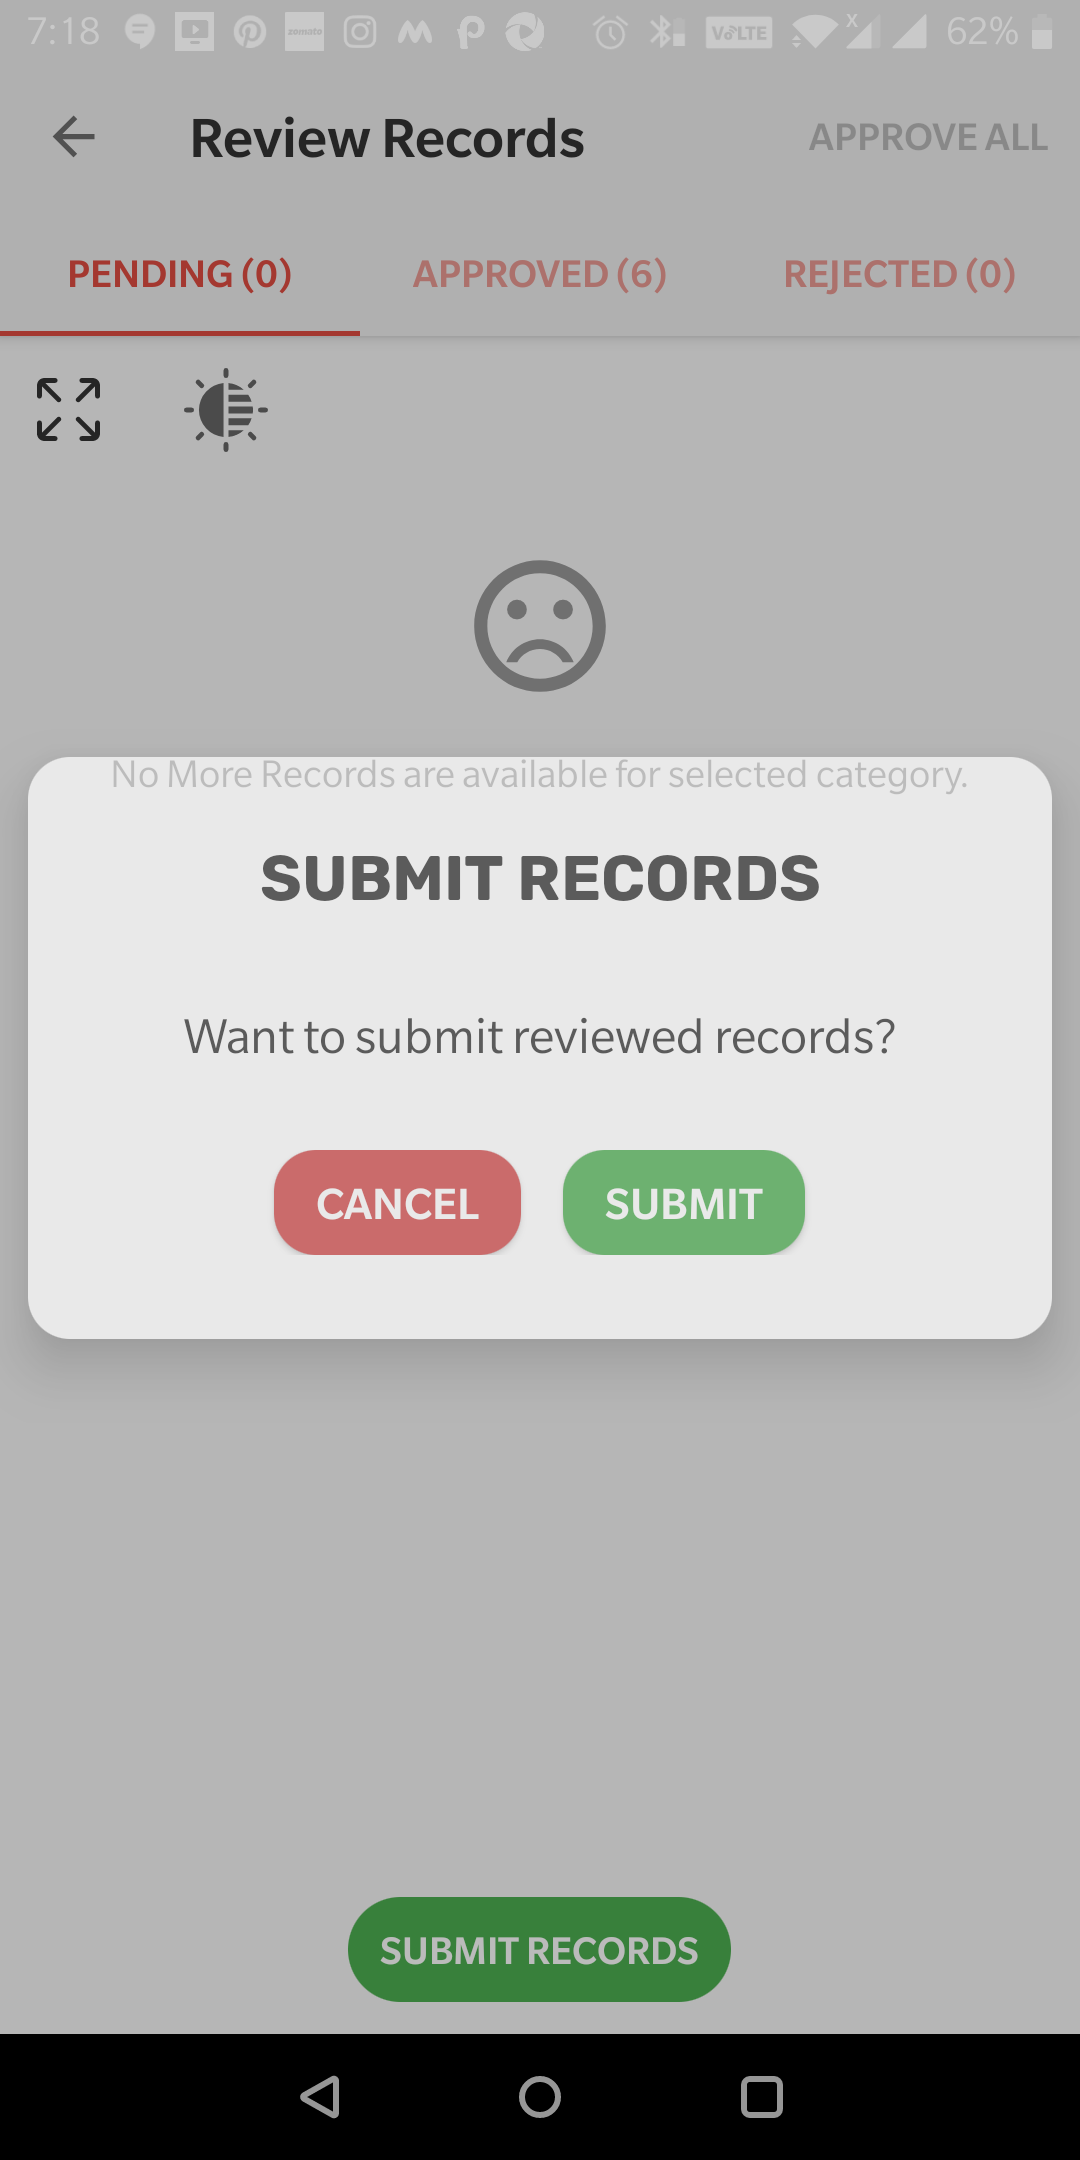 7:18 zomato VoLTE X 62%
Review Records APPROVE ALL
PENDING (0) APPROVED (6) REJECTED (0)
No More Records are available for selected category.
SUBMIT RECORDS
Want to submit reviewed records?
CANCEL SUBMIT
SUBMIT RECORDS